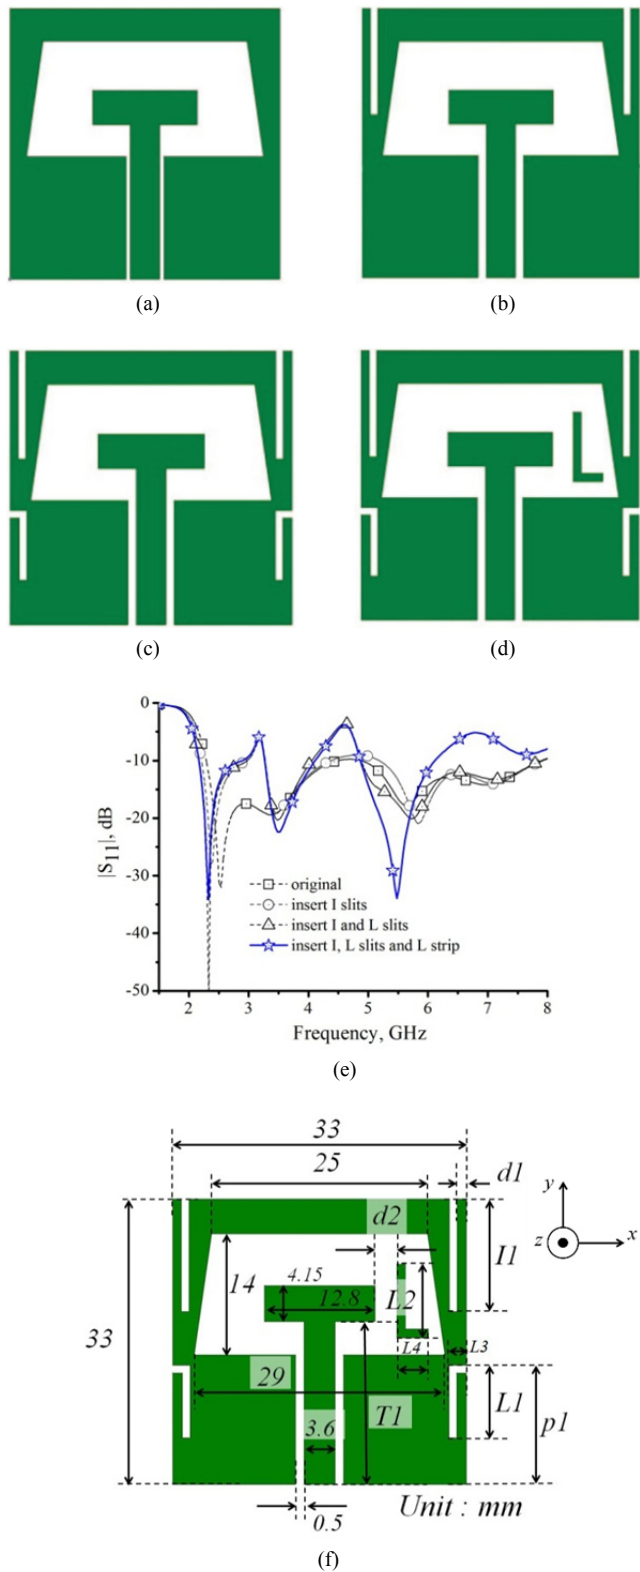 (a)
(b)
(c)
(d)
0
-10
-20
-30
-40
-50
|S11|, dB
original
insert I slits
insert I and L slits
insert I, L slits and L strip
2 3 4 5 6 7 8
Frequency, GHz
(e)
33
25
d1
y
d2
z
x
I1
4.15
14
12.8
L2
33
L4
L3
29
T1
L1
p1
3.6
Unit : mm
0.5
(f)